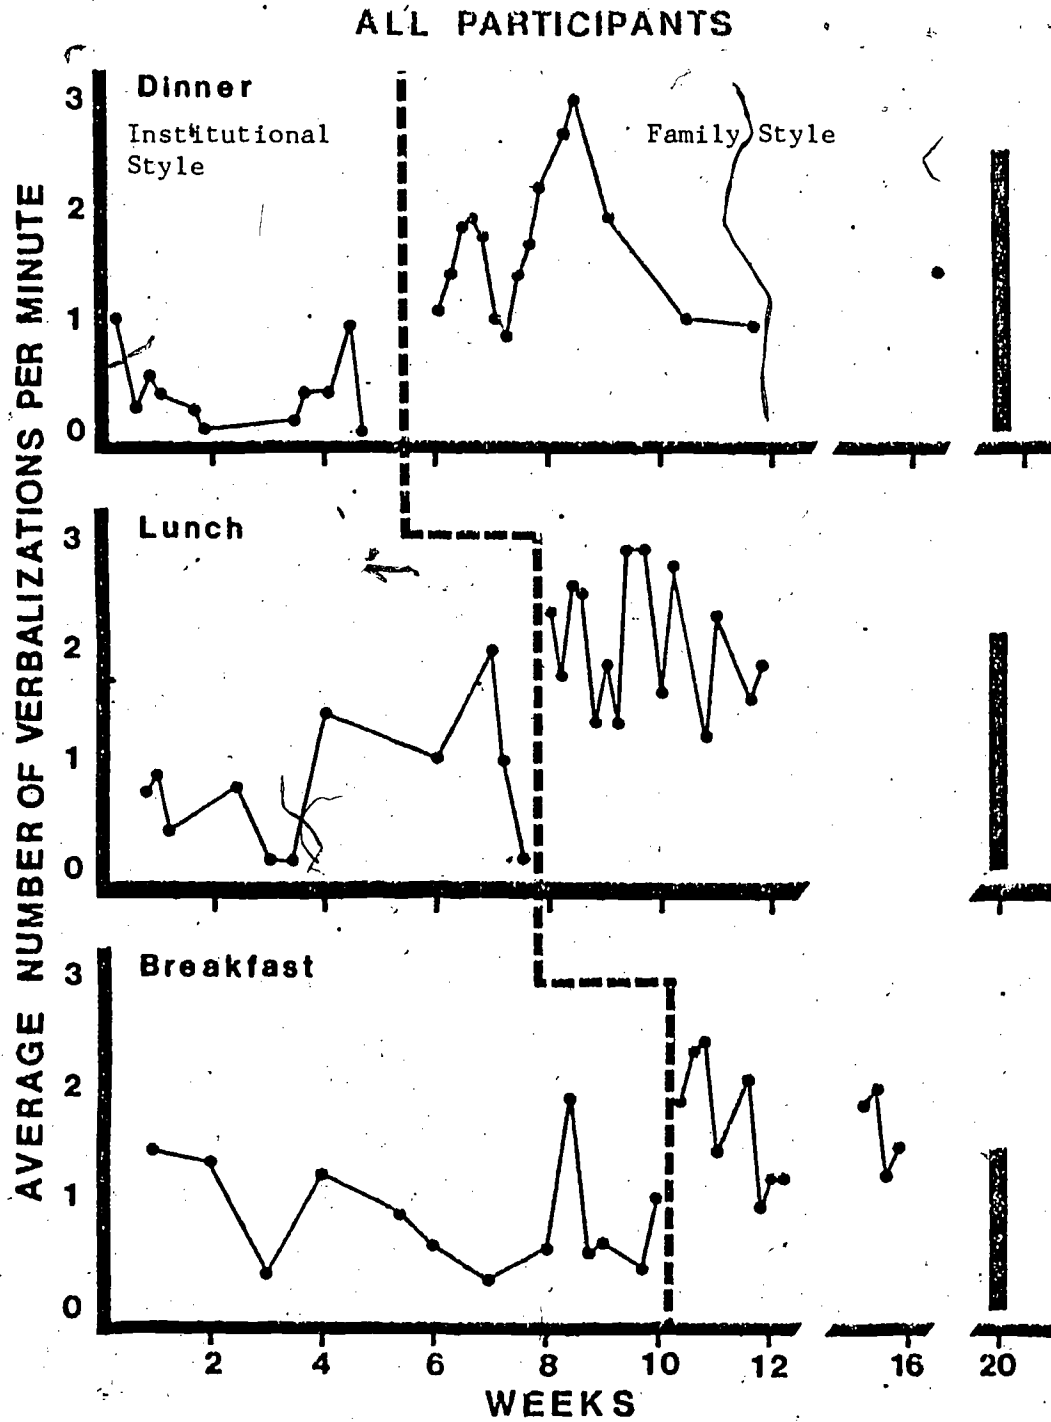 ALL PARTICIPANTS
AVERAGE NUMBER OF VERBALIZATIONS PER MINUTE
Dinner
Institutional
Style
Family Style
3
2
1
0
Lunch
3
2
1
0
Breakfast
3
2
1
0
2 4 6 8 10 12 16 20
WEEKS